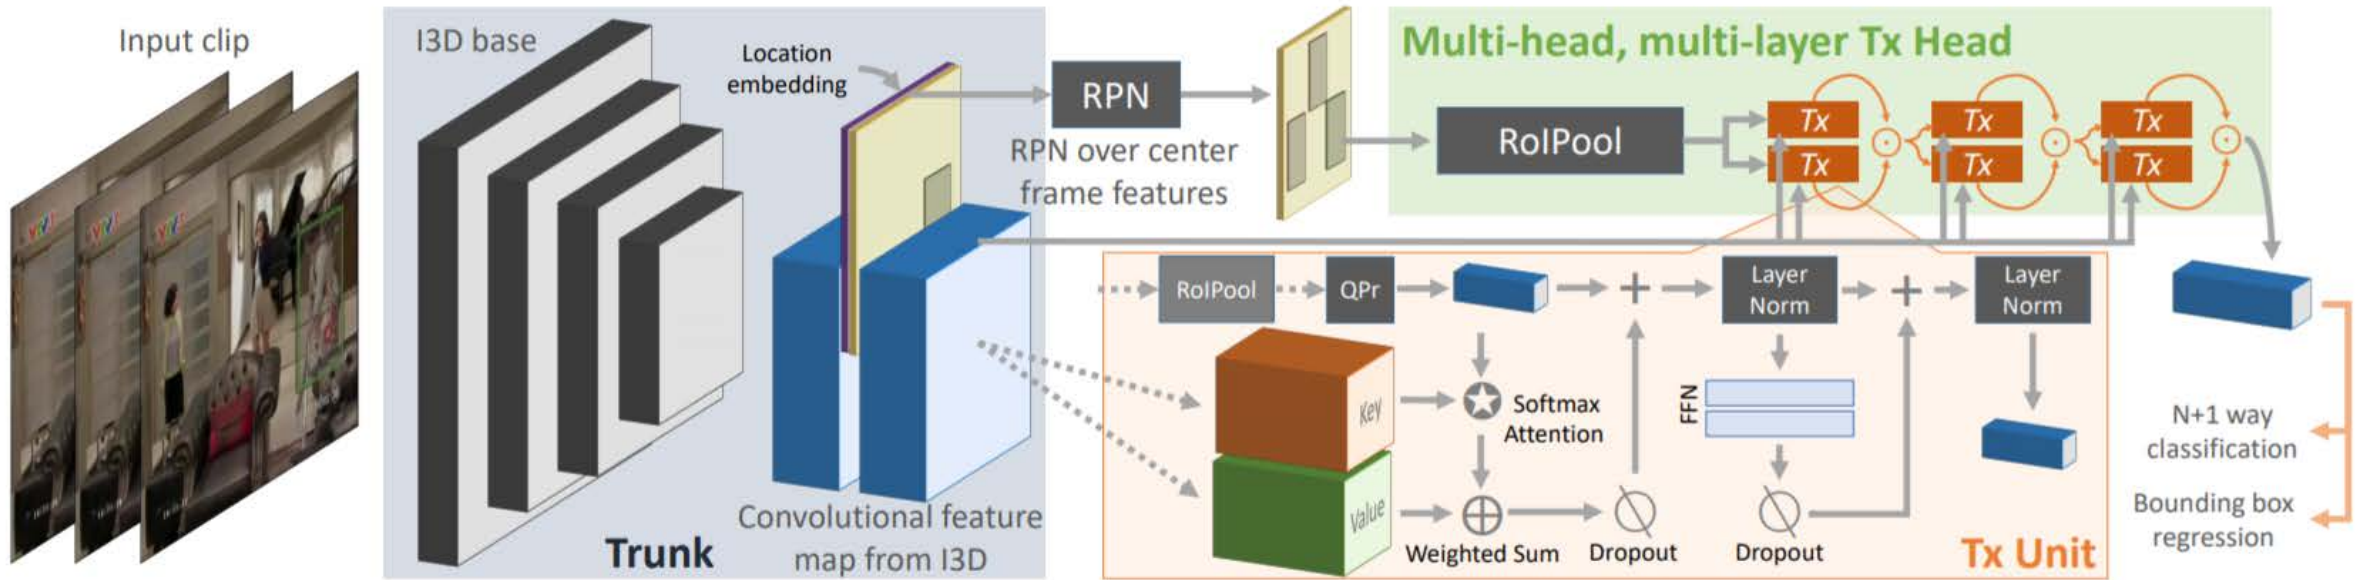 Input clip
I3D base
Location
embedding
RPN
RPN over center
frame features
Convolutional feature
map from I3D
Trunk
Multi-head, multi-layer Tx Head
RoIPool
Tx
Tx
Tx
Tx
Tx
Tx
RoIPool
QPr
Layer
Norm
Layer
Norm
Key
Value
Softmax
Attention
Weighted Sum
Dropout
FFN
Dropout
Tx Unit
N+1 way
classification
Bounding box
regression